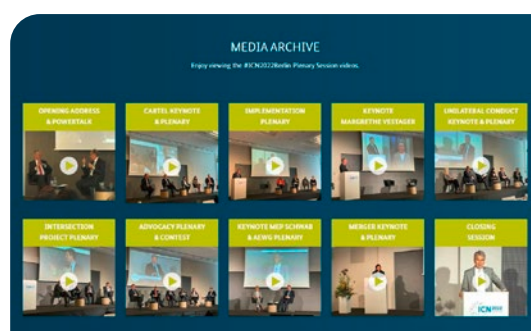 MEDIA ARCHIVE
Enjoy viewing the #ICN2022Berlin Plenary Session videos.
OPENING ADDRESS
& POWERTALK
CARTEL KEYNOTE
& PLENARY
IMPLEMENTATION
PLENARY
KEYNOTE
MARGRETHE VESTAGER
UNILATERAL CONDUCT
KEYNOTE & PLENARY
INTERSECTION
PROJECT PLENARY
ADVOCACY PLENARY
& CONTEST
KEYNOTE MEP SCHWAB
& AEWG PLENARY
MERGER KEYNOTE
& PLENARY
CLOSING
SESSION
ICN